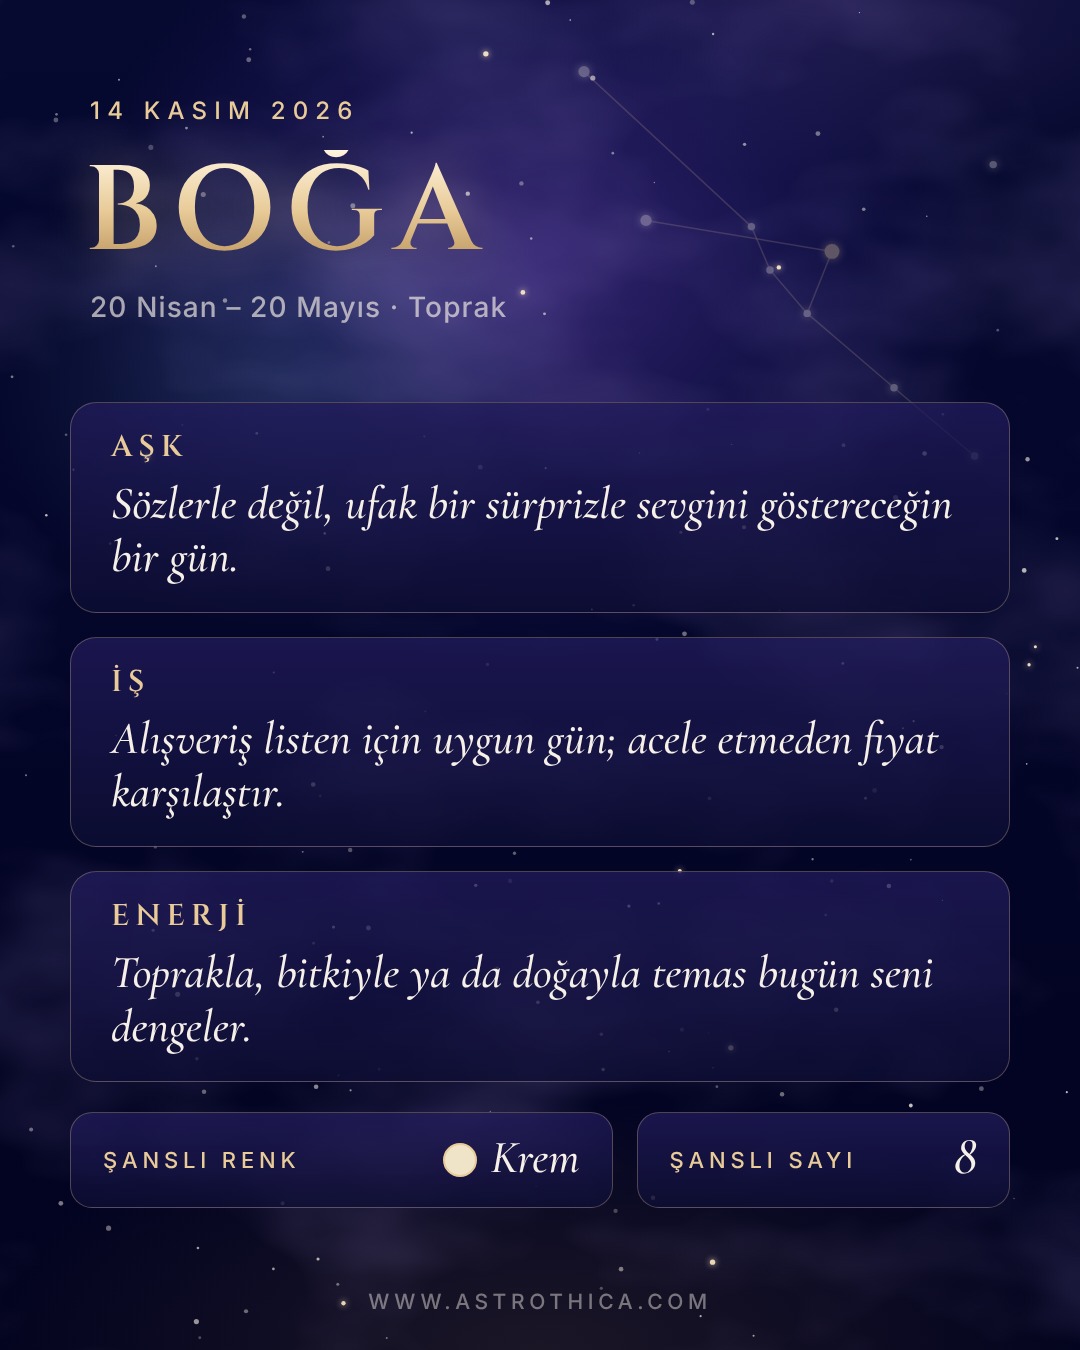 14 KASIM 2026
BOĞA
20 Nisan – 20 Mayıs · Toprak
AŞK
Sözlerle değil, ufak bir sürprizle sevgini göstereceğin
bir gün.
İŞ
Alışveriş listen için uygun gün; acele etmeden fiyat
karşılaştır.
ENERJİ
Toprakla, bitkiyle ya da doğayla temas bugün seni
dengeler.
ŞANSLI RENK Krem
ŞANSLI SAYI 8
WWW.ASTROTHICA.COM